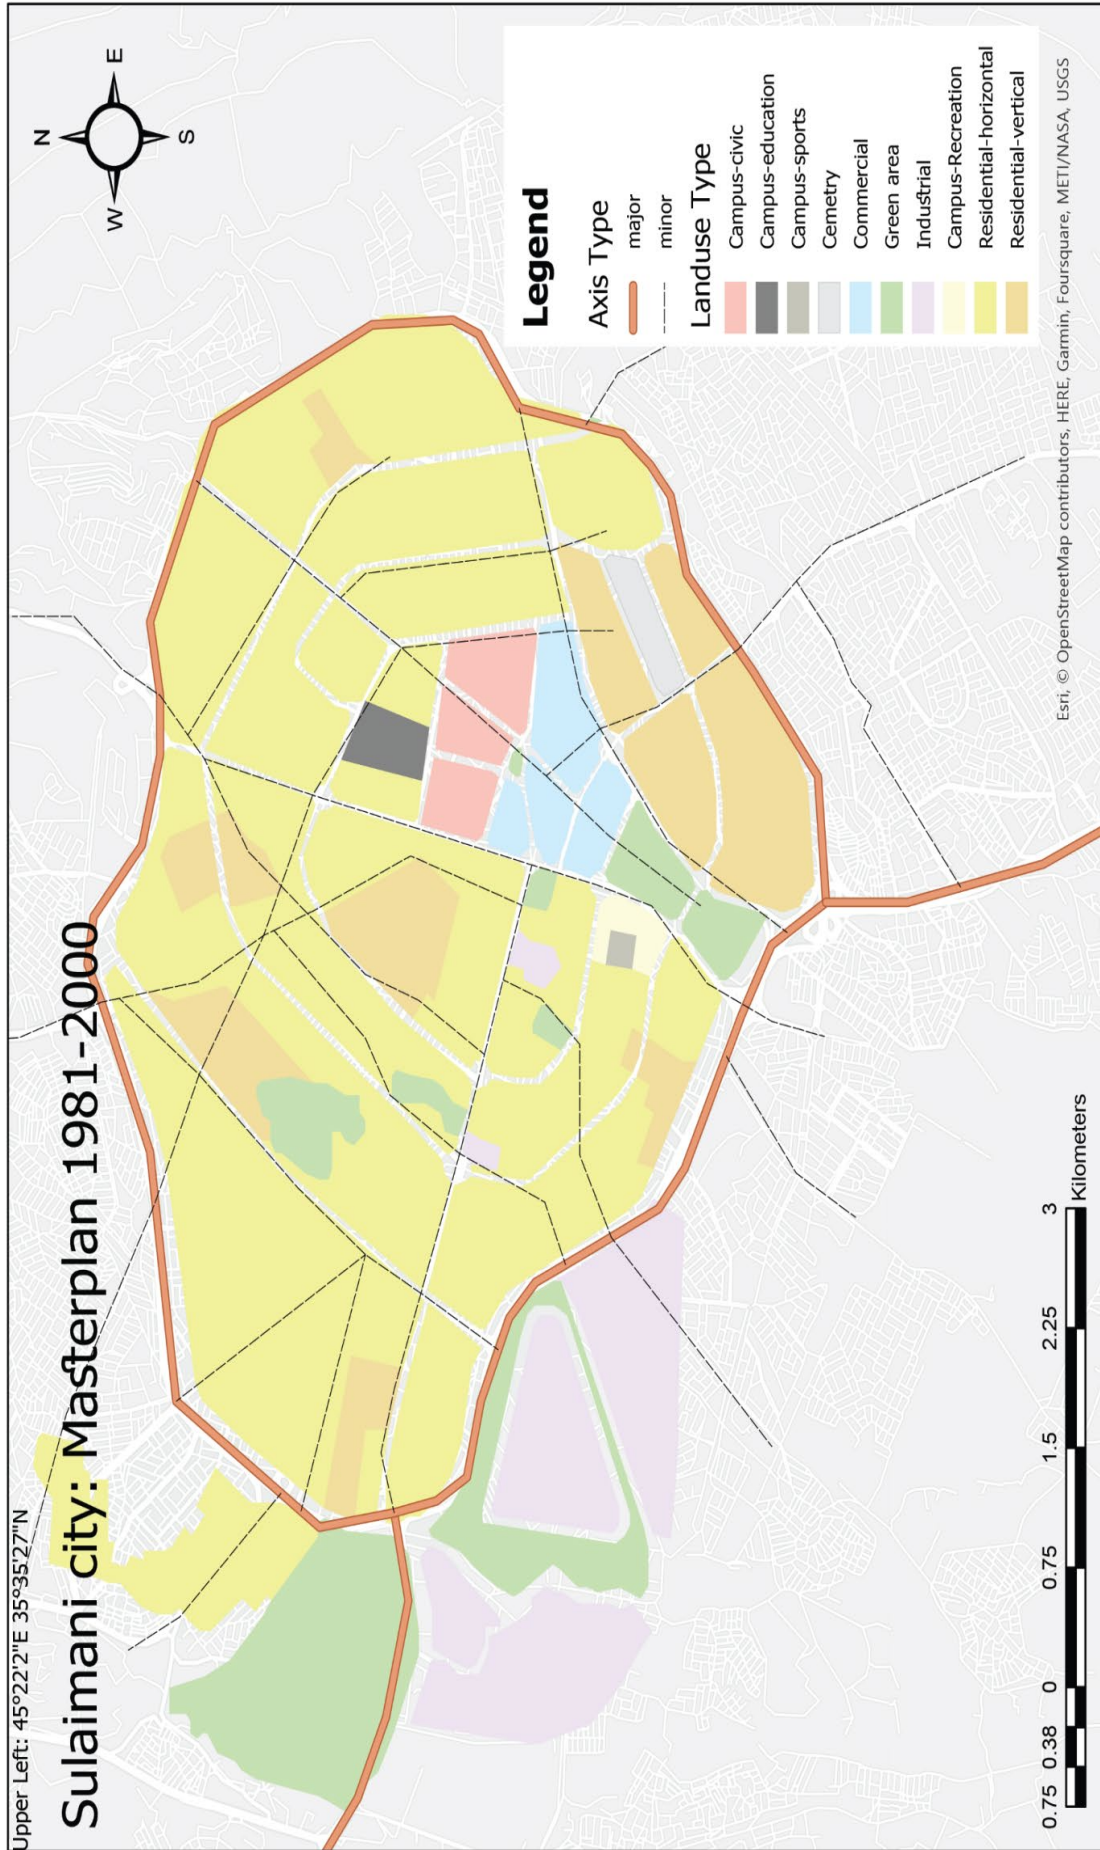 Upper Left: 45°22'2"E 35°35'27"N
Sulaimani city: Masterplan 1981-2000
N
W
E
S
Legend
Axis Type
major
minor
Landuse Type
Campus-civic
Campus-education
Campus-sports
Cemetry
Commercial
Green area
Industrial
Campus-Recreation
Residential-horizontal
Residential-vertical
0.75 0.38 0 0.75 1.5 2.25 3
Kilometers
Esri, © OpenStreetMap contributors, HERE, Garmin, Foursquare, METI/NASA, USGS